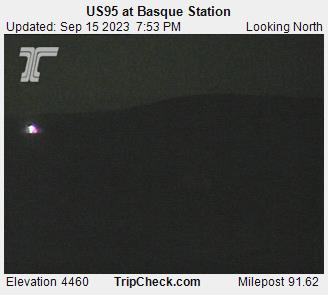 US95 at Basque Station
Updated: Sep 15 2023 7:53 PM Looking North
Elevation 4460 TripCheck.com Milepost 91.62